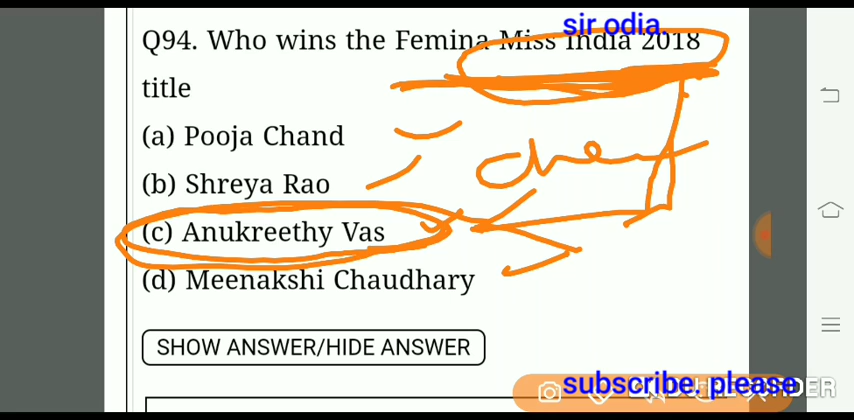 sir odia
Q94. Who wins the Femina Miss India 2018
title
(a) Pooja Chand
(b) Shreya Rao
(c) Anukreethy Vas
(d) Meenakshi Chaudhary
SHOW ANSWER/HIDE ANSWER
subscribe. please